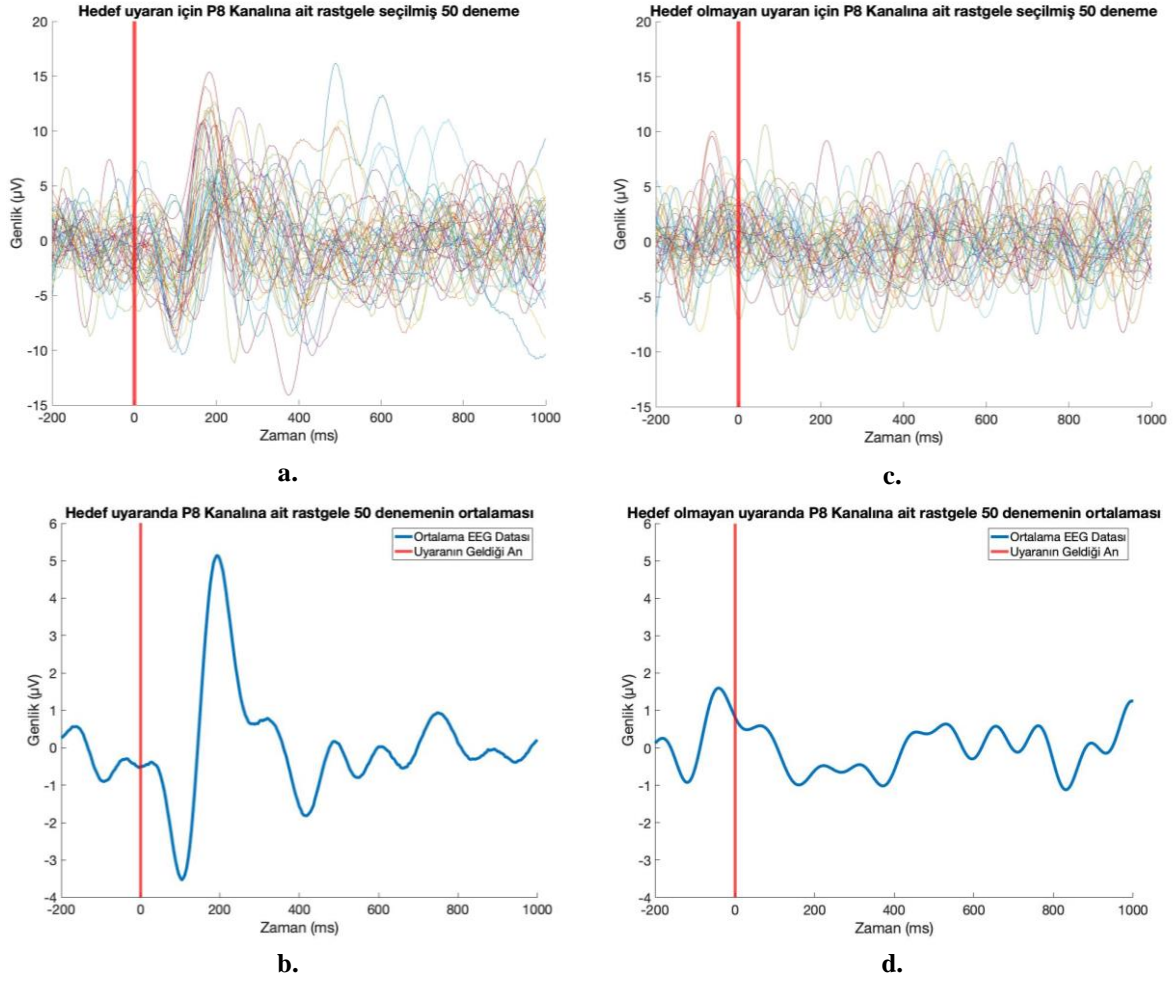 Hedef uyaran için P8 Kanalına ait rastgele seçilmiş 50 deneme
20
15
10
5
0
-5
-10
-15
Genlik (µV)
-200 0 200 400 600 800 1000
Zaman (ms)
a.
Hedef olmayan uyaran için P8 Kanalına ait rastgele seçilmiş 50 deneme
20
15
10
5
0
-5
-10
-15
Genlik (µV)
-200 0 200 400 600 800 1000
Zaman (ms)
c.
Hedef uyaranda P8 Kanalına ait rastgele 50 denemenin ortalaması
Ortalama EEG Datası
Uyaranın Geldiği An
6
5
4
3
2
1
0
-1
-2
-3
-4
Genlik (µV)
-200 0 200 400 600 800 1000
Zaman (ms)
b.
Hedef olmayan uyaranda P8 Kanalına ait rastgele 50 denemenin ortalaması
Ortalama EEG Datası
Uyaranın Geldiği An
6
5
4
3
2
1
0
-1
-2
-3
-4
Genlik (µV)
-200 0 200 400 600 800 1000
Zaman (ms)
d.